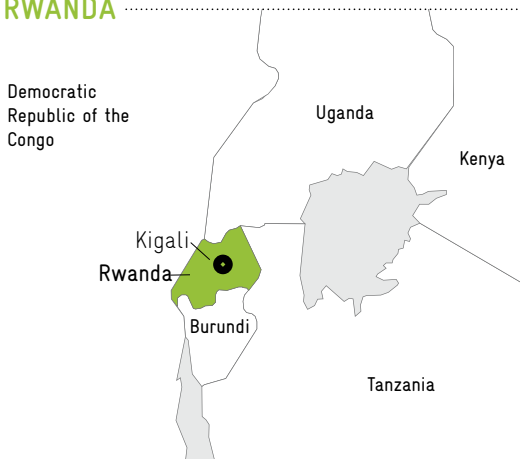 RWANDA
Democratic
Republic of the
Congo
Uganda
Kenya
Kigali
Rwanda
Burundi
Tanzania